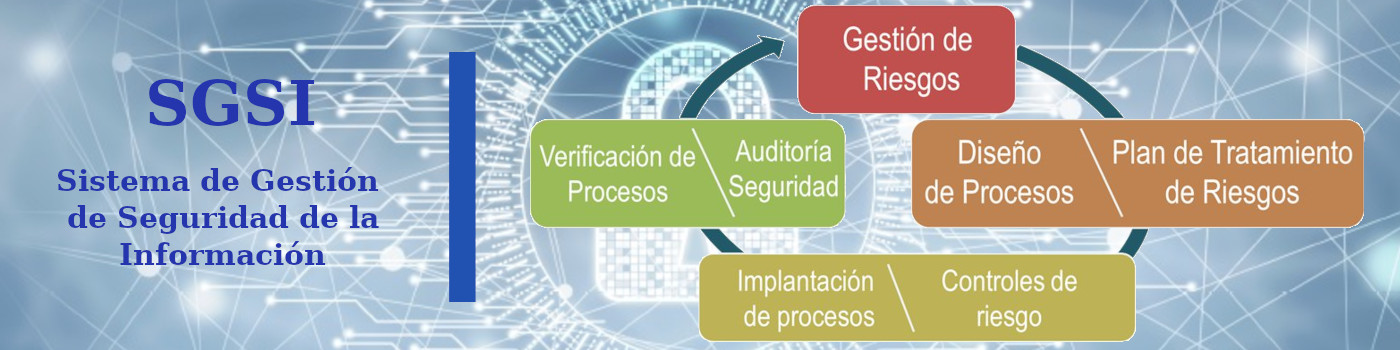 SGSI
Sistema de Gestión
de Seguridad de la
Información
Gestión de
Riesgos
Verificación de
Procesos
Auditoría
Seguridad
Diseño
de Procesos
Plan de Tratamiento
de Riesgos
Implantación
de procesos
Controles de
riesgo